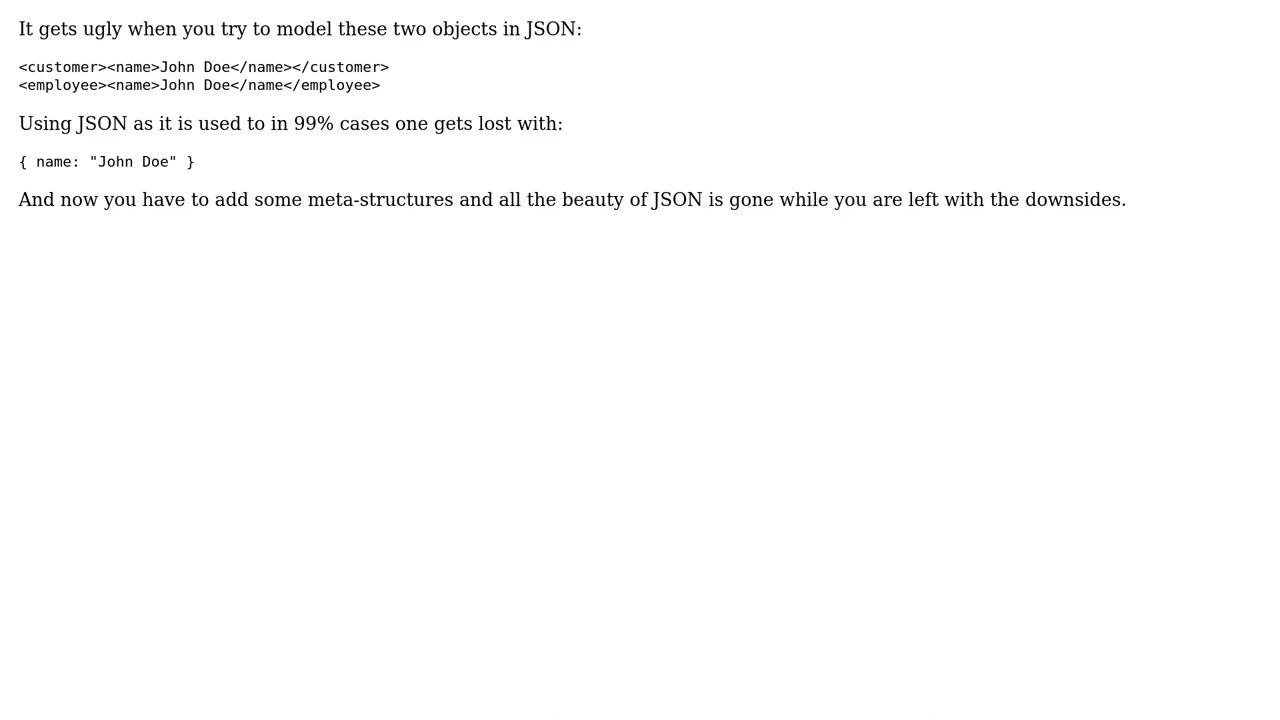 It gets ugly when you try to model these two objects in JSON:
<customer><name>John Doe</name></customer>
<employee><name>John Doe</name</employee>
Using JSON as it is used to in 99% cases one gets lost with:
{ name: "John Doe" }
And now you have to add some meta-structures and all the beauty of JSON is gone while you are left with the downsides.